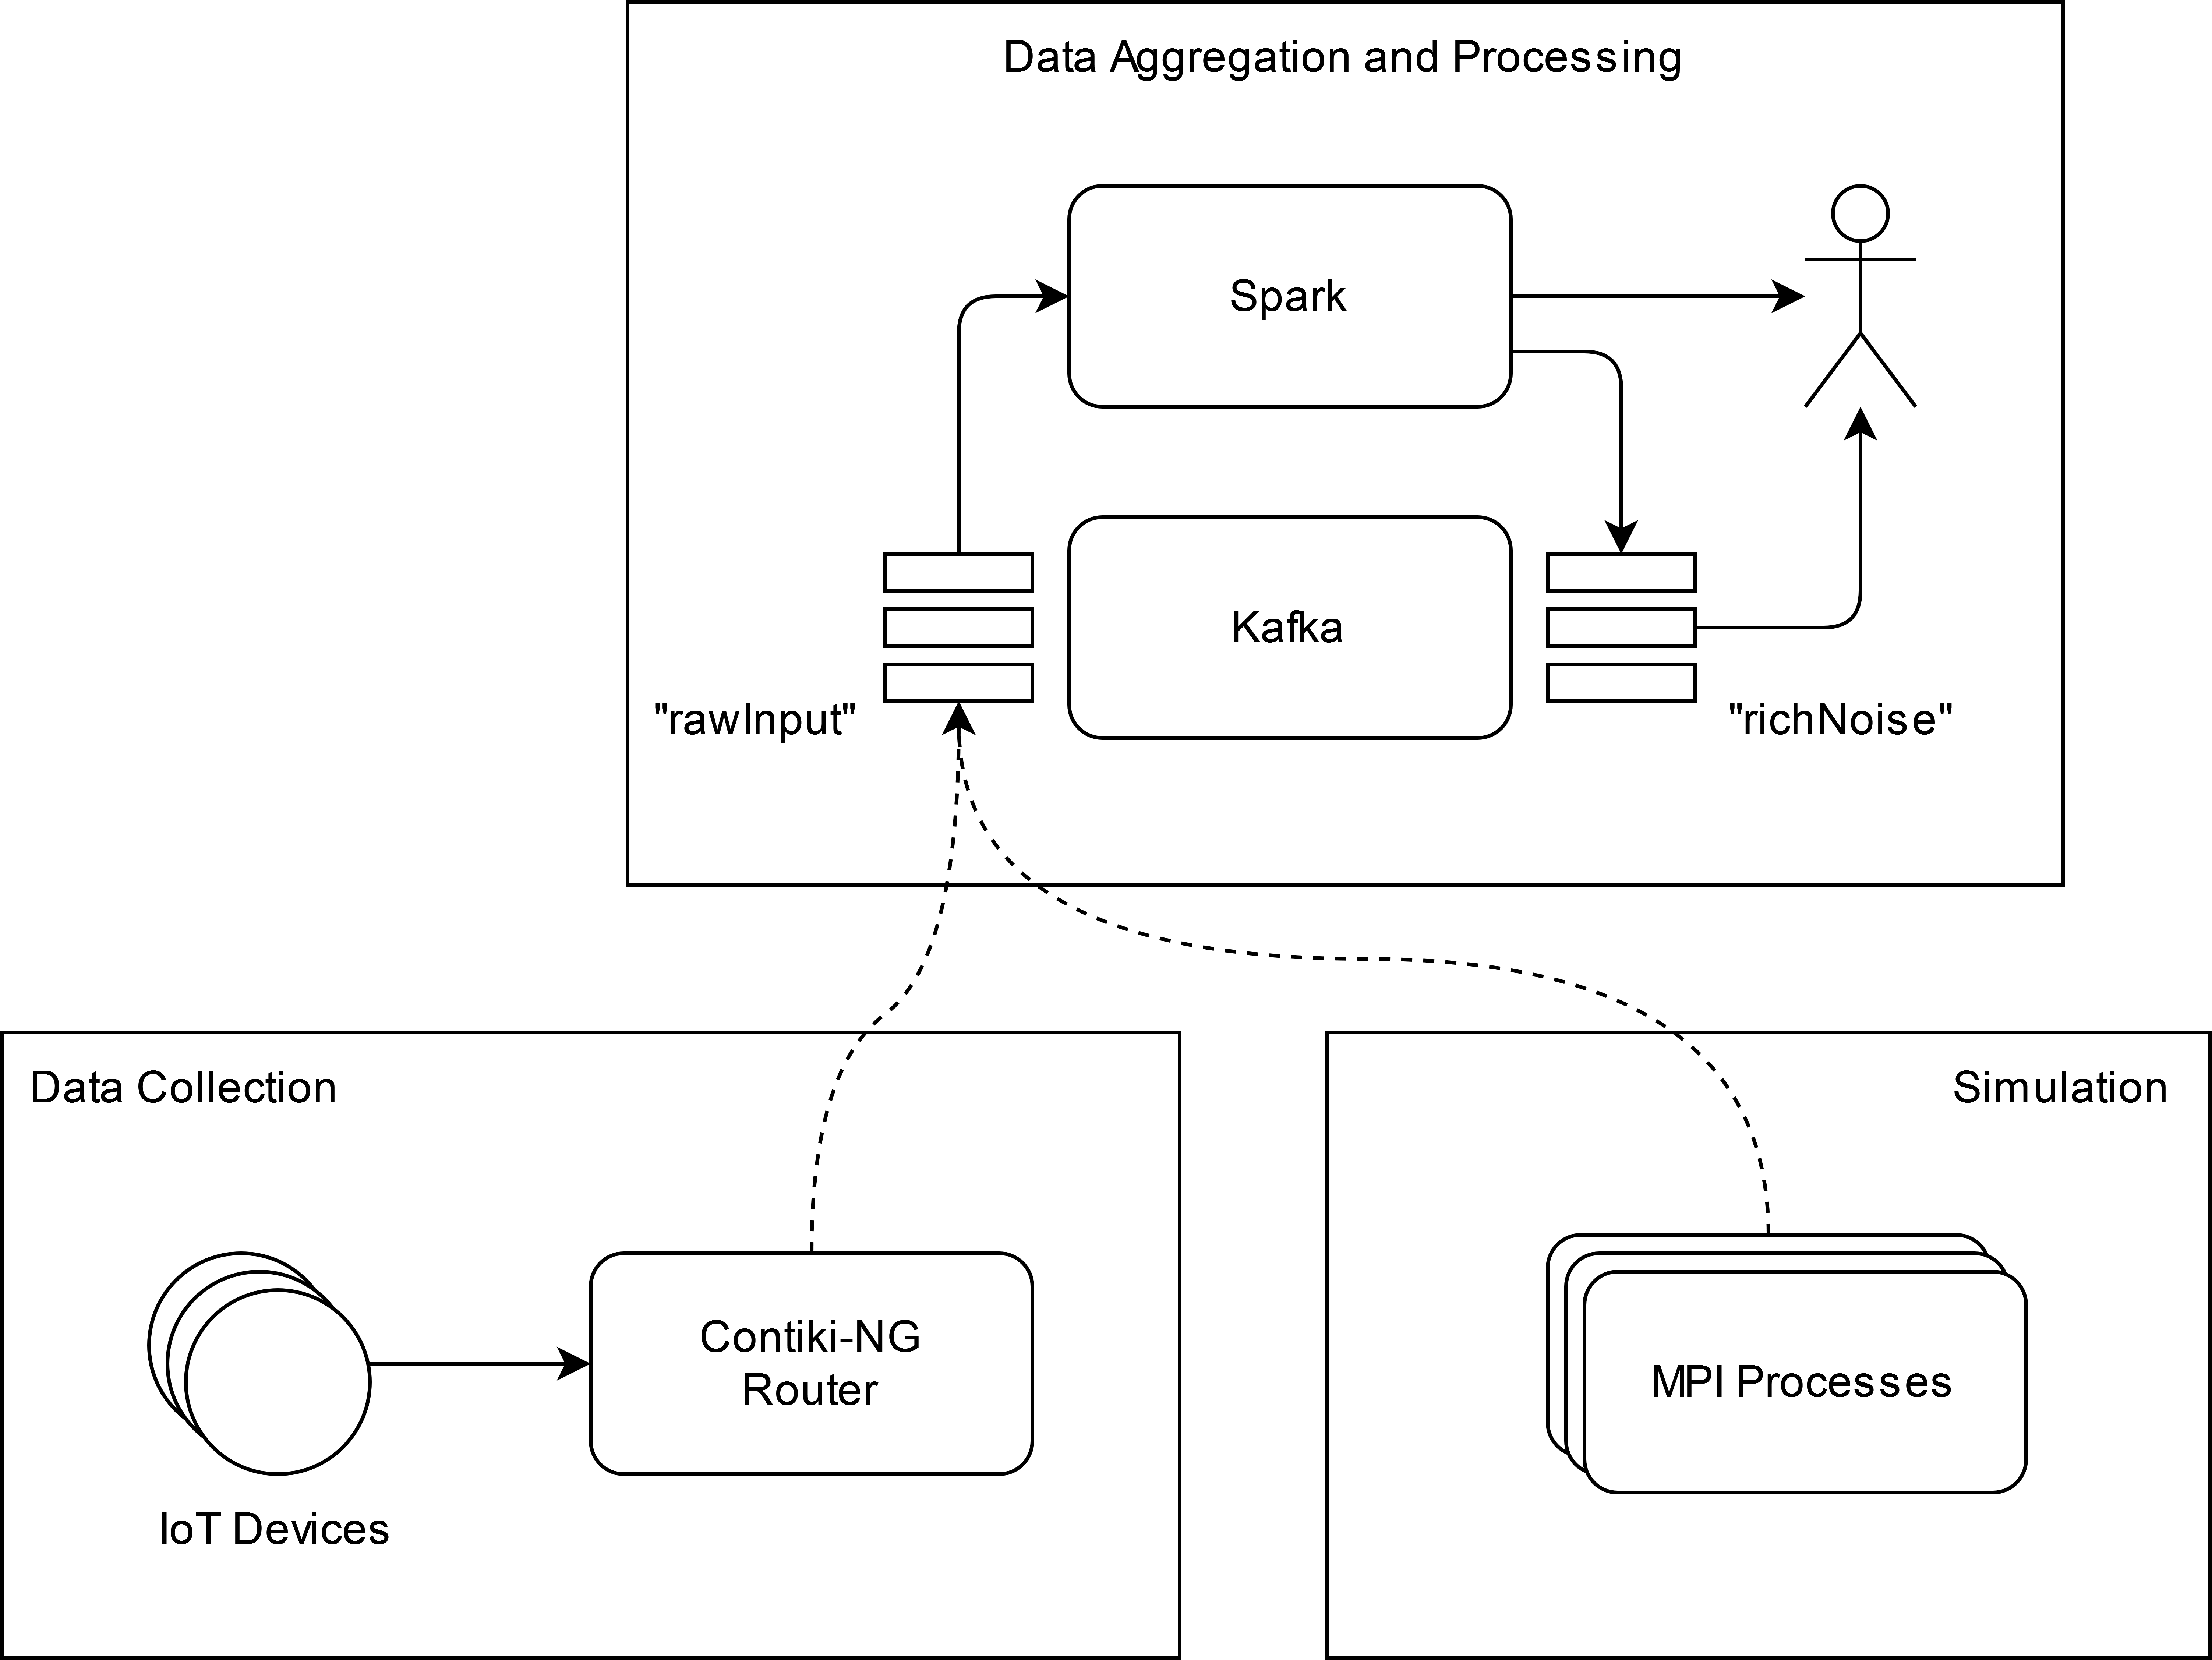 Data Aggregation and Processing
Spark
Kafka
"rawInput"
"richNoise"
Data Collection
Simulation
Contiki-NG
Router
MPI Processes
IoT Devices